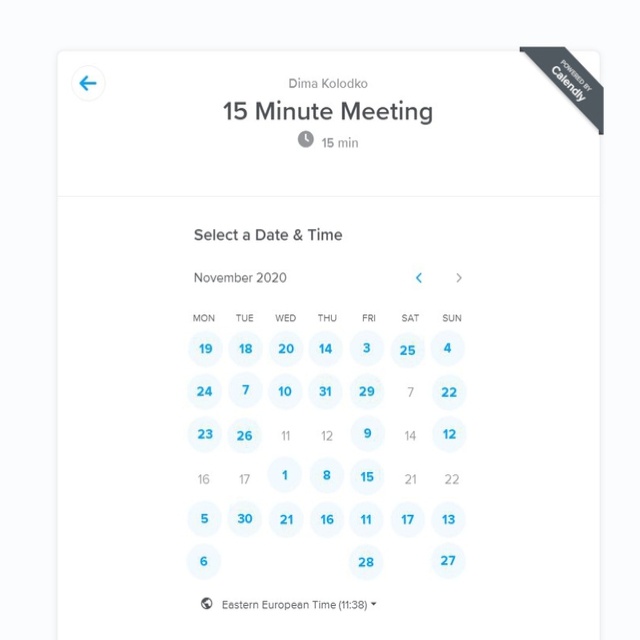 POWERED BY
Calendly
Dima Kolodko
15 Minute Meeting
15 min
Select a Date & Time
November 2020
MON TUE WED THU FRI SAT SUN
19 18 20 14 3 25 4
24 7 10 31 29 7 22
23 26 11 12 9 14 12
16 17 1 8 15 21 22
5 30 21 16 11 17 13
6 28 27
Eastern European Time (11:38)